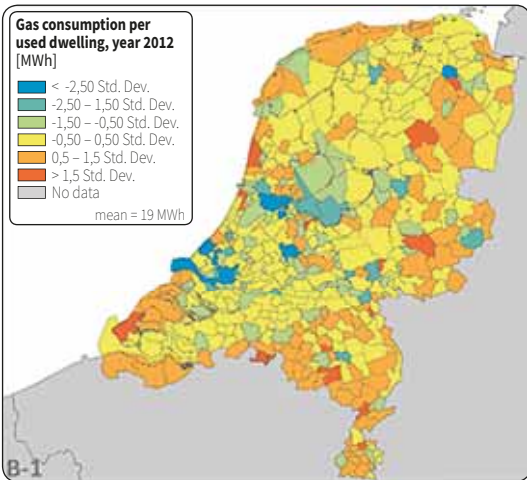 Gas consumption per
used dwelling, year 2012
[MWh]
< -2,50 Std. Dev.
-2,50 – 1,50 Std. Dev.
-1,50 – -0,50 Std. Dev.
-0,50 – 0,50 Std. Dev.
0,5 – 1,5 Std. Dev.
> 1,5 Std. Dev.
No data
mean = 19 MWh
B-1